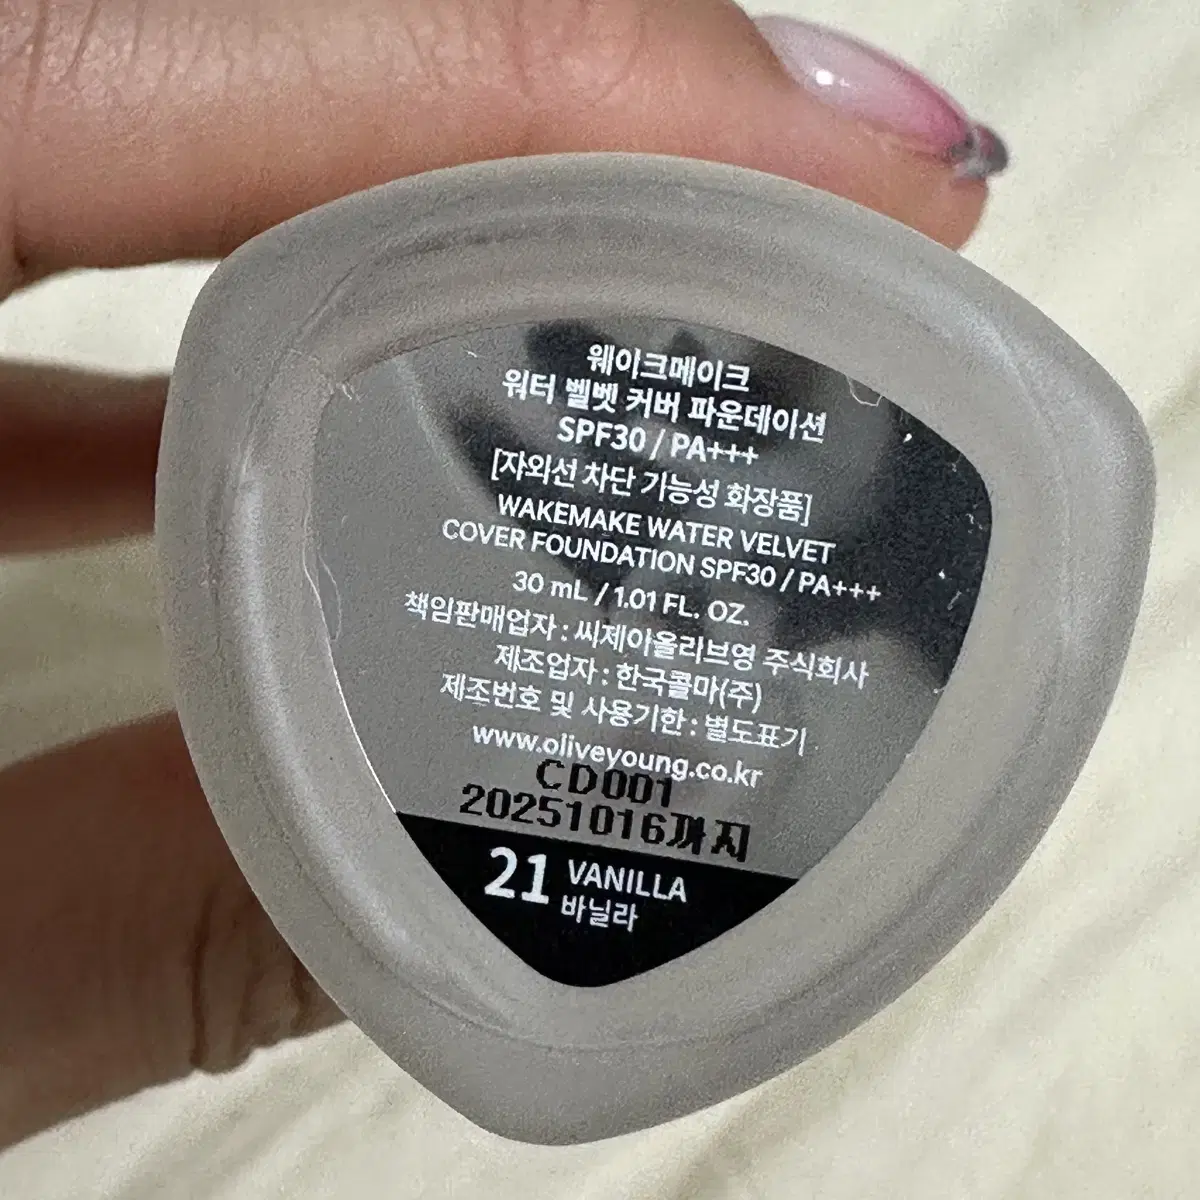 웨이크메이크
워터 벨벳 커버 파운데이션
SPF30 / PA+++
[자외선 차단 기능성 화장품]
WAKEMAKE WATER VELVET
COVER FOUNDATION SPF30 / PA+++
30 mL / 1.01 FL. OZ.
책임판매업자 : 씨제이올리브영 주식회사
제조업자 : 한국콜마(주)
제조번호 및 사용기한 : 별도표기
www.oliveyoung.co.kr
CD001
20251016까지
21 VANILLA
바닐라